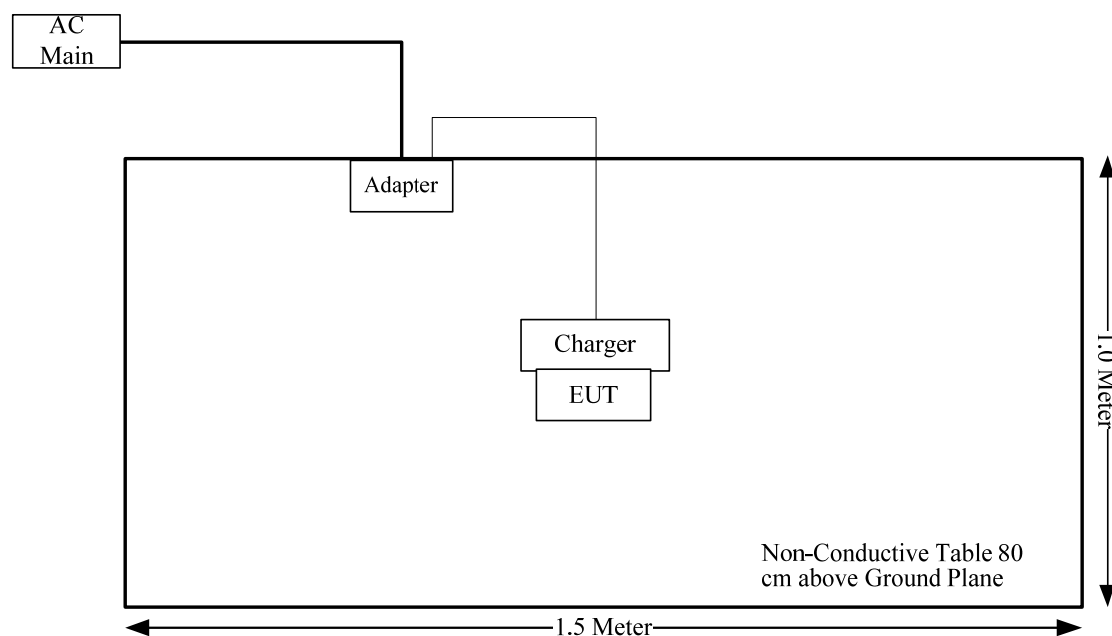 AC
Main
Adapter
Charger
EUT
1.0 Meter
Non-Conductive Table 80
cm above Ground Plane
1.5 Meter